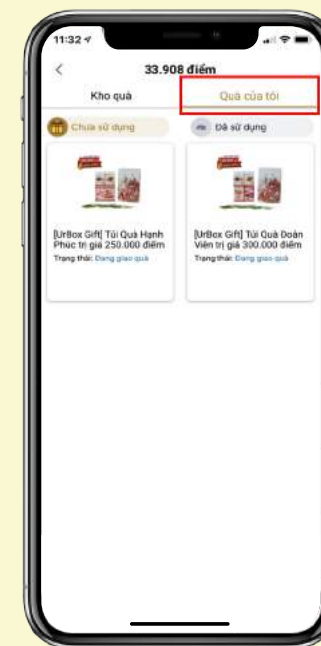 11:32
33.908 điểm
Kho quà
Quà của tôi
Chưa sử dụng
Đã sử dụng
[UrBox Gift] Túi Quà Hạnh
Phúc trị giá 250.000 điểm
Trạng thái: Đang giao quà
[UrBox Gift] Túi Quà Đoàn
Viên trị giá 300.000 điểm
Trạng thái: Đang giao quà